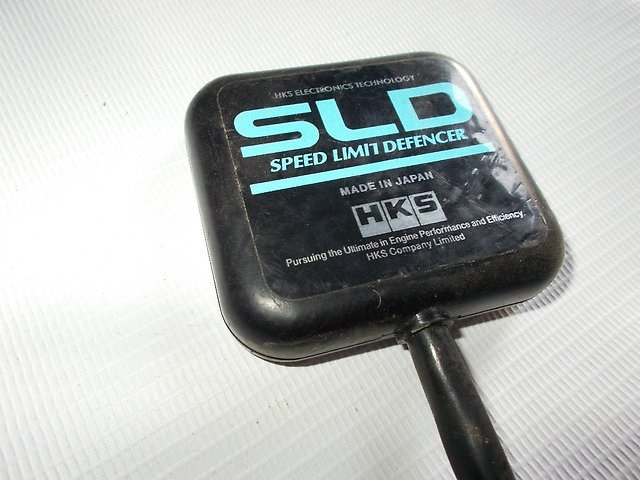 HKS ELECTRONICS TECHNOLOGY
SLD
SPEED LIMIT DEFENCER
MADE IN JAPAN
HKS
Pursuing the Ultimate in Engine Performance and Efficiency.
HKS Company Limited